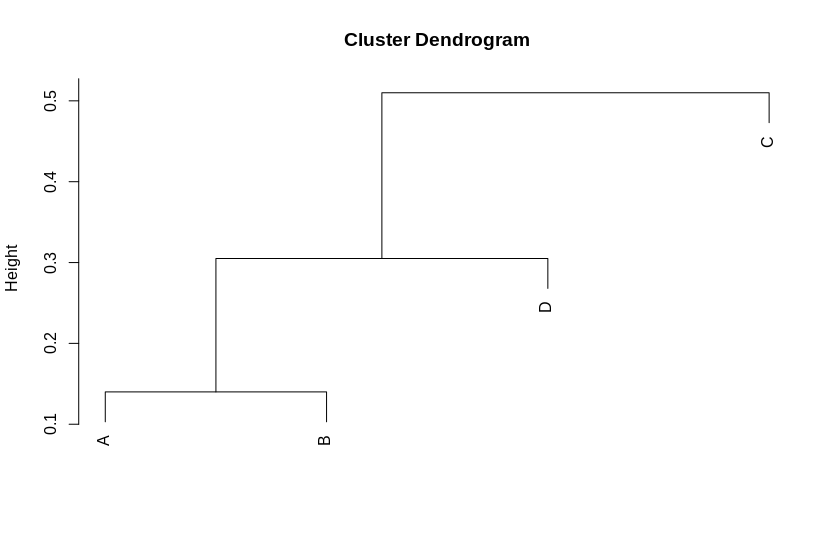 Cluster Dendrogram
Height
0.5
0.4
0.3
0.2
0.1
C
D
A
B